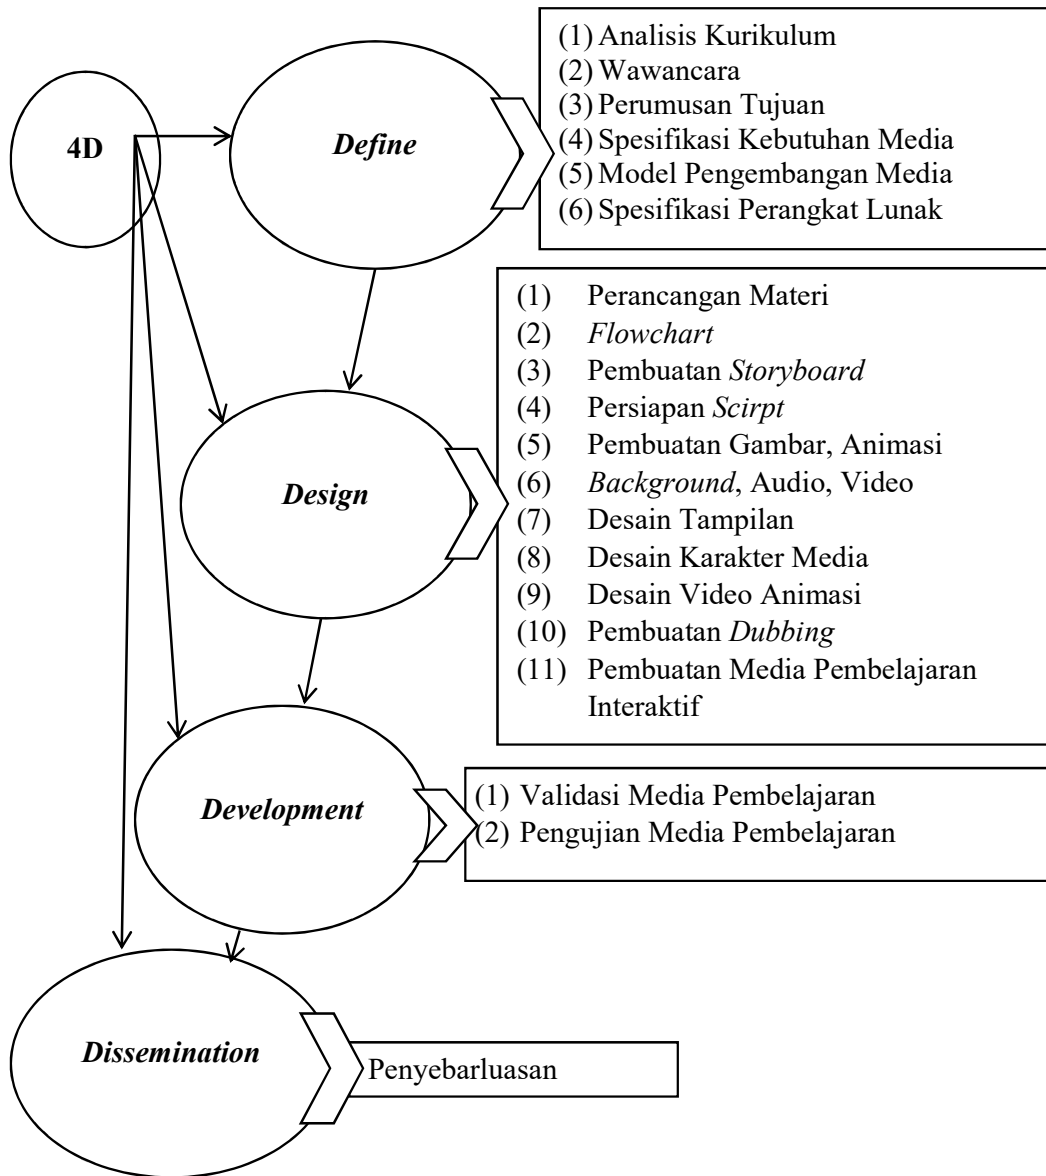 4D
Define
(1) Analisis Kurikulum
(2) Wawancara
(3) Perumusan Tujuan
(4) Spesifikasi Kebutuhan Media
(5) Model Pengembangan Media
(6) Spesifikasi Perangkat Lunak
Design
(1) Perancangan Materi
(2) Flowchart
(3) Pembuatan Storyboard
(4) Persiapan Scirpt
(5) Pembuatan Gambar, Animasi
(6) Background, Audio, Video
(7) Desain Tampilan
(8) Desain Karakter Media
(9) Desain Video Animasi
(10) Pembuatan Dubbing
(11) Pembuatan Media Pembelajaran
Interaktif
Development
(1) Validasi Media Pembelajaran
(2) Pengujian Media Pembelajaran
Dissemination
Penyebarluasan